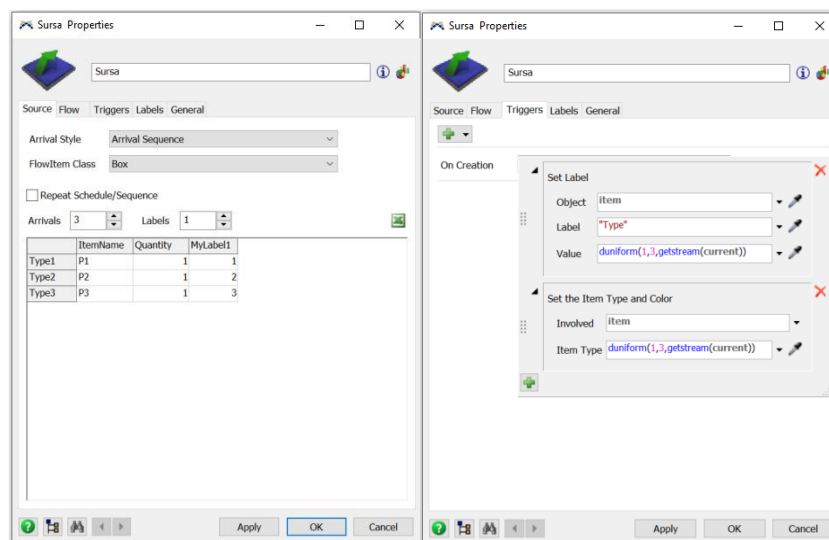 Sursa Properties
Sursa
Source Flow Triggers Labels General
Arrival Style Arrival Sequence
FlowItem Class Box
Repeat Schedule/Sequence
Arrivals 3 Labels 1
ItemName Quantity MyLabel1
Type1 P1 1 1
Type2 P2 1 2
Type3 P3 1 3
Apply OK Cancel
Sursa Properties
Sursa
Source Flow Triggers Labels General
On Creation
Set Label
Object item
Label "Type"
Value duniform(1,3,getstream(current))
Set the Item Type and Color
Involved item
Item Type duniform(1,3,getstream(current))
Apply OK Cancel